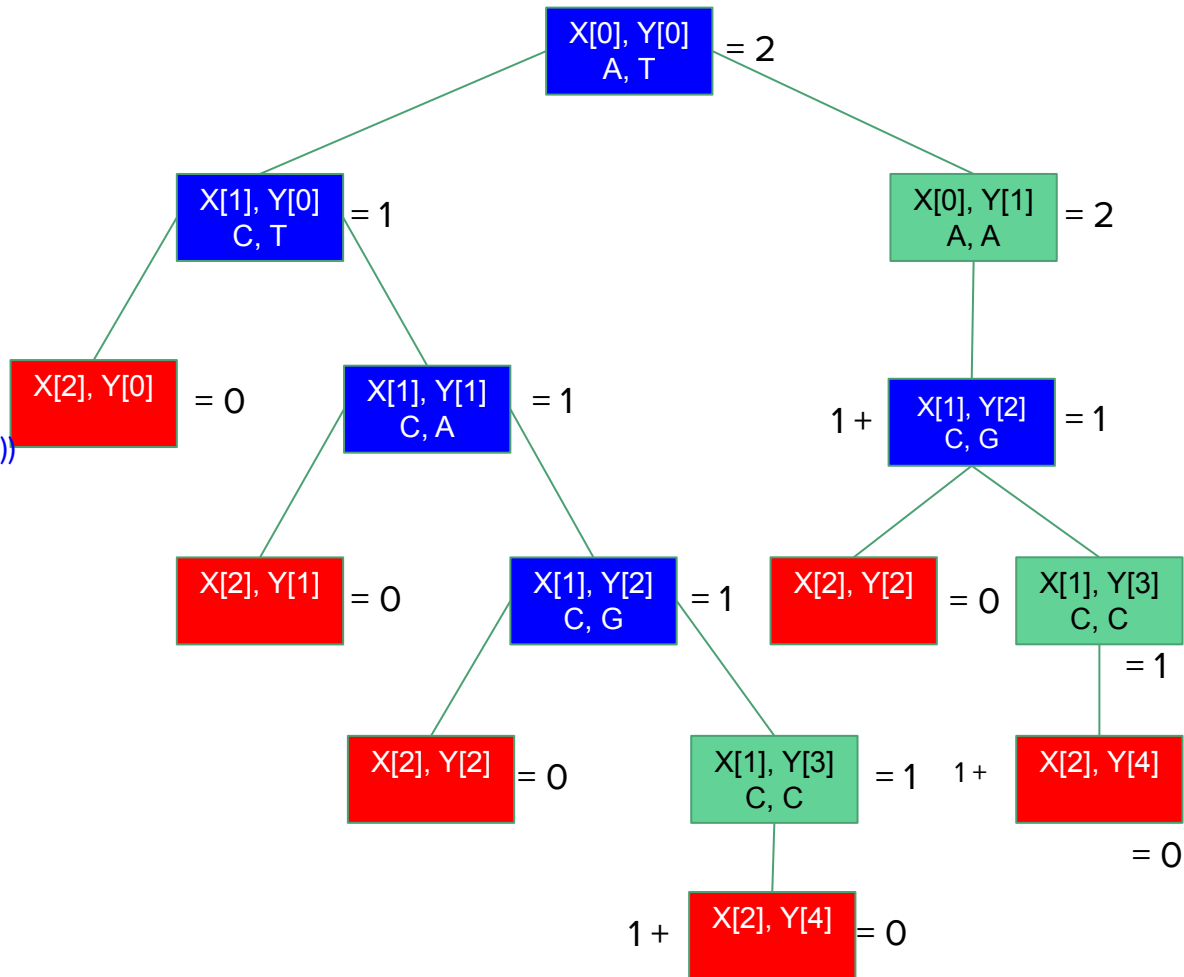 X[0], Y[0]
A, T
= 2
X[1], Y[0]
C, T
= 1
X[0], Y[1]
A, A
= 2
X[2], Y[0]
= 0
))
X[1], Y[1]
C, A
= 1
1 +
X[1], Y[2]
C, G
= 1
X[2], Y[1]
= 0
X[1], Y[2]
C, G
= 1
X[2], Y[2]
= 0
X[1], Y[3]
C, C
= 1
X[2], Y[2]
= 0
X[1], Y[3]
C, C
= 1
1 +
X[2], Y[4]
= 0
1 +
X[2], Y[4]
= 0